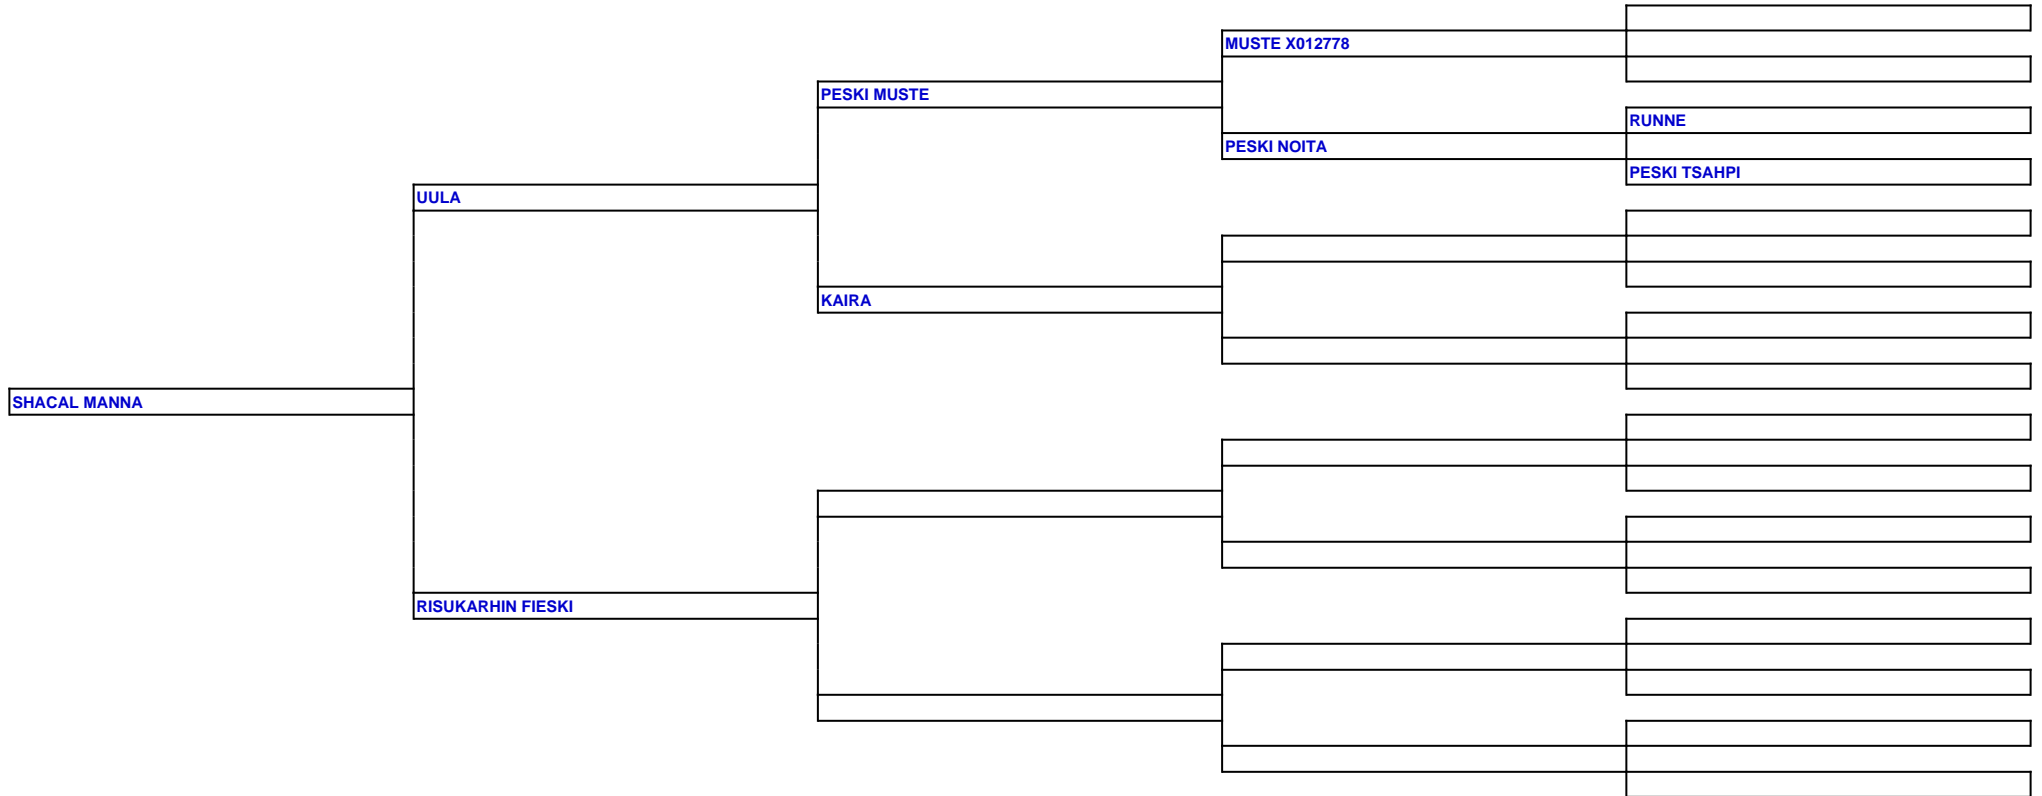 MUSTE X012778
PESKI MUSTE
RUNNE
PESKI NOITA
PESKI TSAHPI
UULA
KAIRA
SHACAL MANNA
RISUKARHIN FIESKI